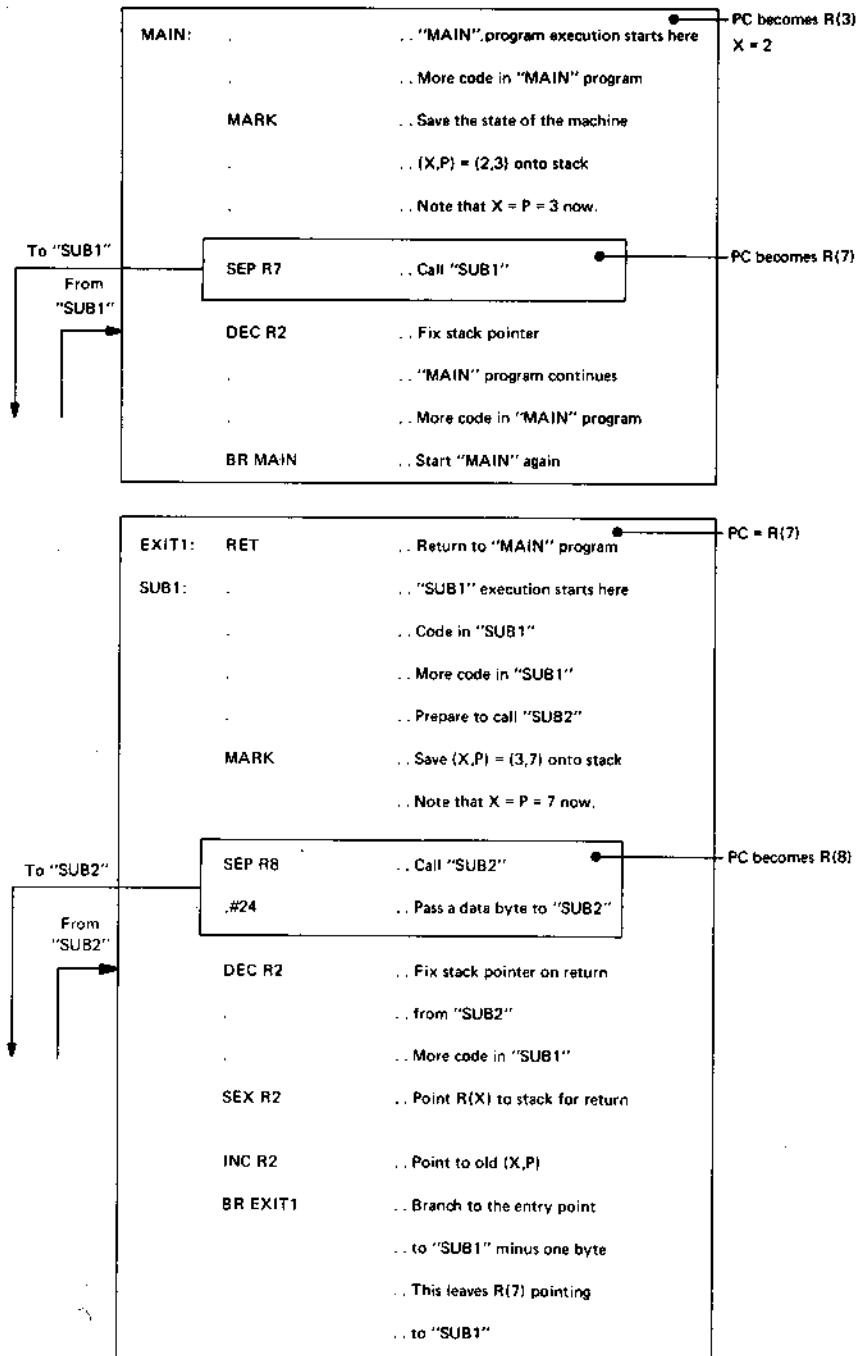 PC becomes R(3)
MAIN: . .. "MAIN" program execution starts here
X = 2
. .. More code in "MAIN" program
MARK .. Save the state of the machine
. .. (X,P) = (2,3) onto stack
. .. Note that X = P = 3 now.
To "SUB1"
SEP R7 .. Call "SUB1"
PC becomes R(7)
From
"SUB1"
DEC R2 .. Fix stack pointer
. .. "MAIN" program continues
. .. More code in "MAIN" program
BR MAIN .. Start "MAIN" again
EXIT1: RET .. Return to "MAIN" program
PC = R(7)
SUB1: . .. "SUB1" execution starts here
. .. Code in "SUB1"
. .. More code in "SUB1"
. .. Prepare to call "SUB2"
MARK .. Save (X,P) = (3,7) onto stack
.. Note that X = P = 7 now.
To "SUB2"
SEP R8 .. Call "SUB2"
PC becomes R(8)
,#24 .. Pass a data byte to "SUB2"
From
"SUB2"
DEC R2 .. Fix stack pointer on return
. .. from "SUB2"
. .. More code in "SUB1"
SEX R2 .. Point R(X) to stack for return
INC R2 .. Point to old (X,P)
BR EXIT1 .. Branch to the entry point
.. to "SUB1" minus one byte
.. This leaves R(7) pointing
.. to "SUB1"